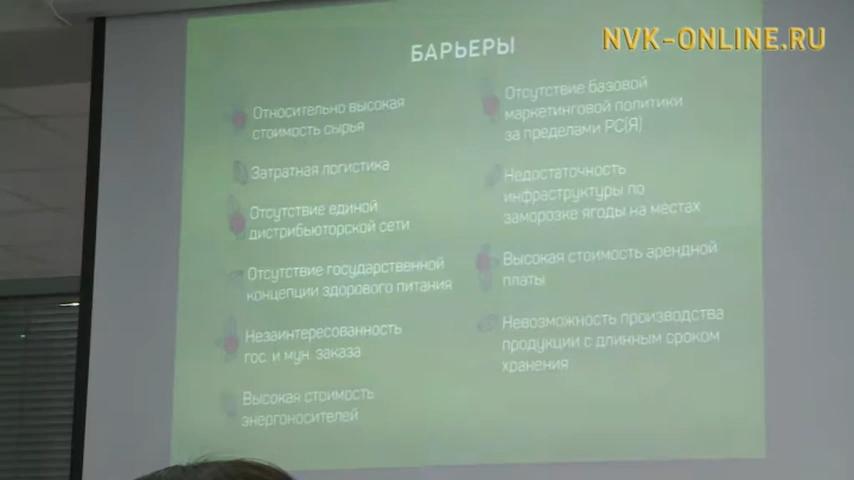 NVK-ONLINE.RU
БАРЬЕРЫ
Относительно высокая
стоимость сырья
Затратная логистика
Отсутствие единой
дистрибьюторской сети
Отсутствие государственной
концепции здорового питания
Незаинтересованность
гос. и мун. заказа
Высокая стоимость
энергоносителей
Отсутствие базовой
маркетинговой политики
за пределами РС(Я)
Недостаточность
инфраструктуры по
заморозке ягоды на местах
Высокая стоимость арендной
платы
Невозможность производства
продукции с длинным сроком
хранения